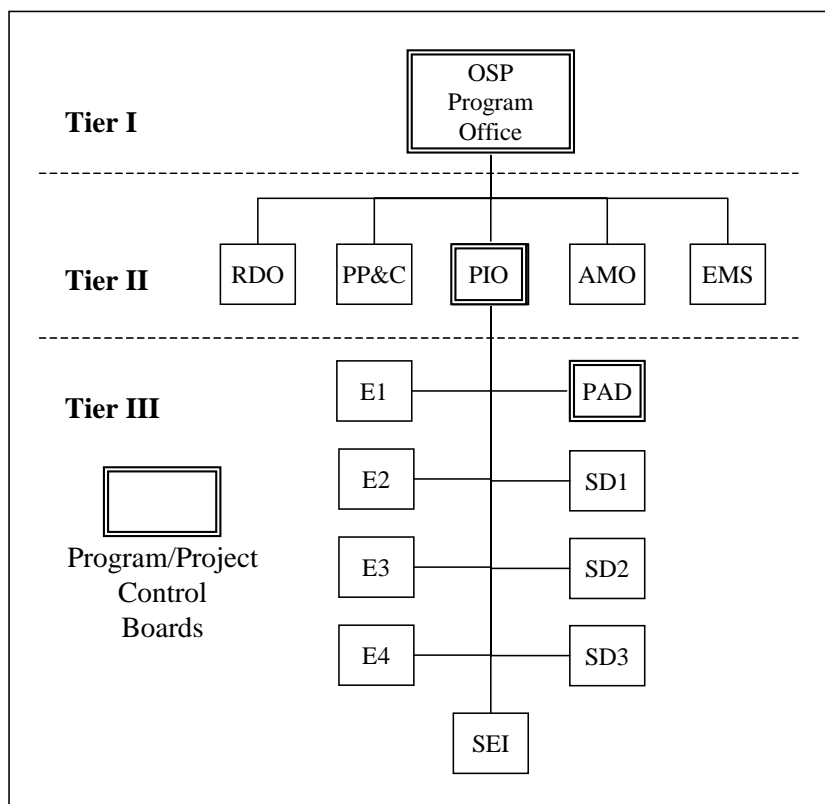 OSP
Program
Office
Tier I
RDO
PP&C
PIO
AMO
EMS
Tier II
E1
PAD
Tier III
E2
SD1
Program/Project
Control
Boards
E3
SD2
E4
SD3
SEI